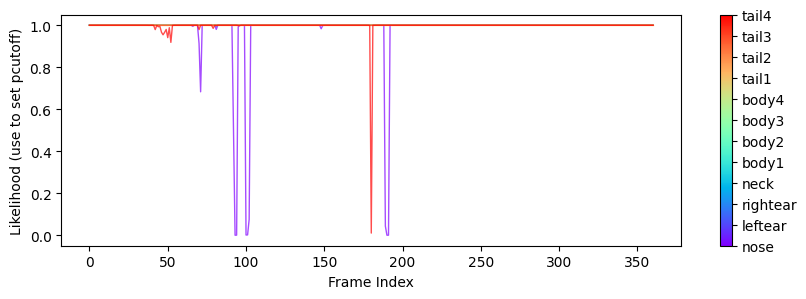 Likelihood (use to set pcutoff)
1.0
0.8
0.6
0.4
0.2
0.0
0
50
100
150
200
250
300
350
Frame Index
tail4
tail3
tail2
tail1
body4
body3
body2
body1
neck
rightear
leftear
nose